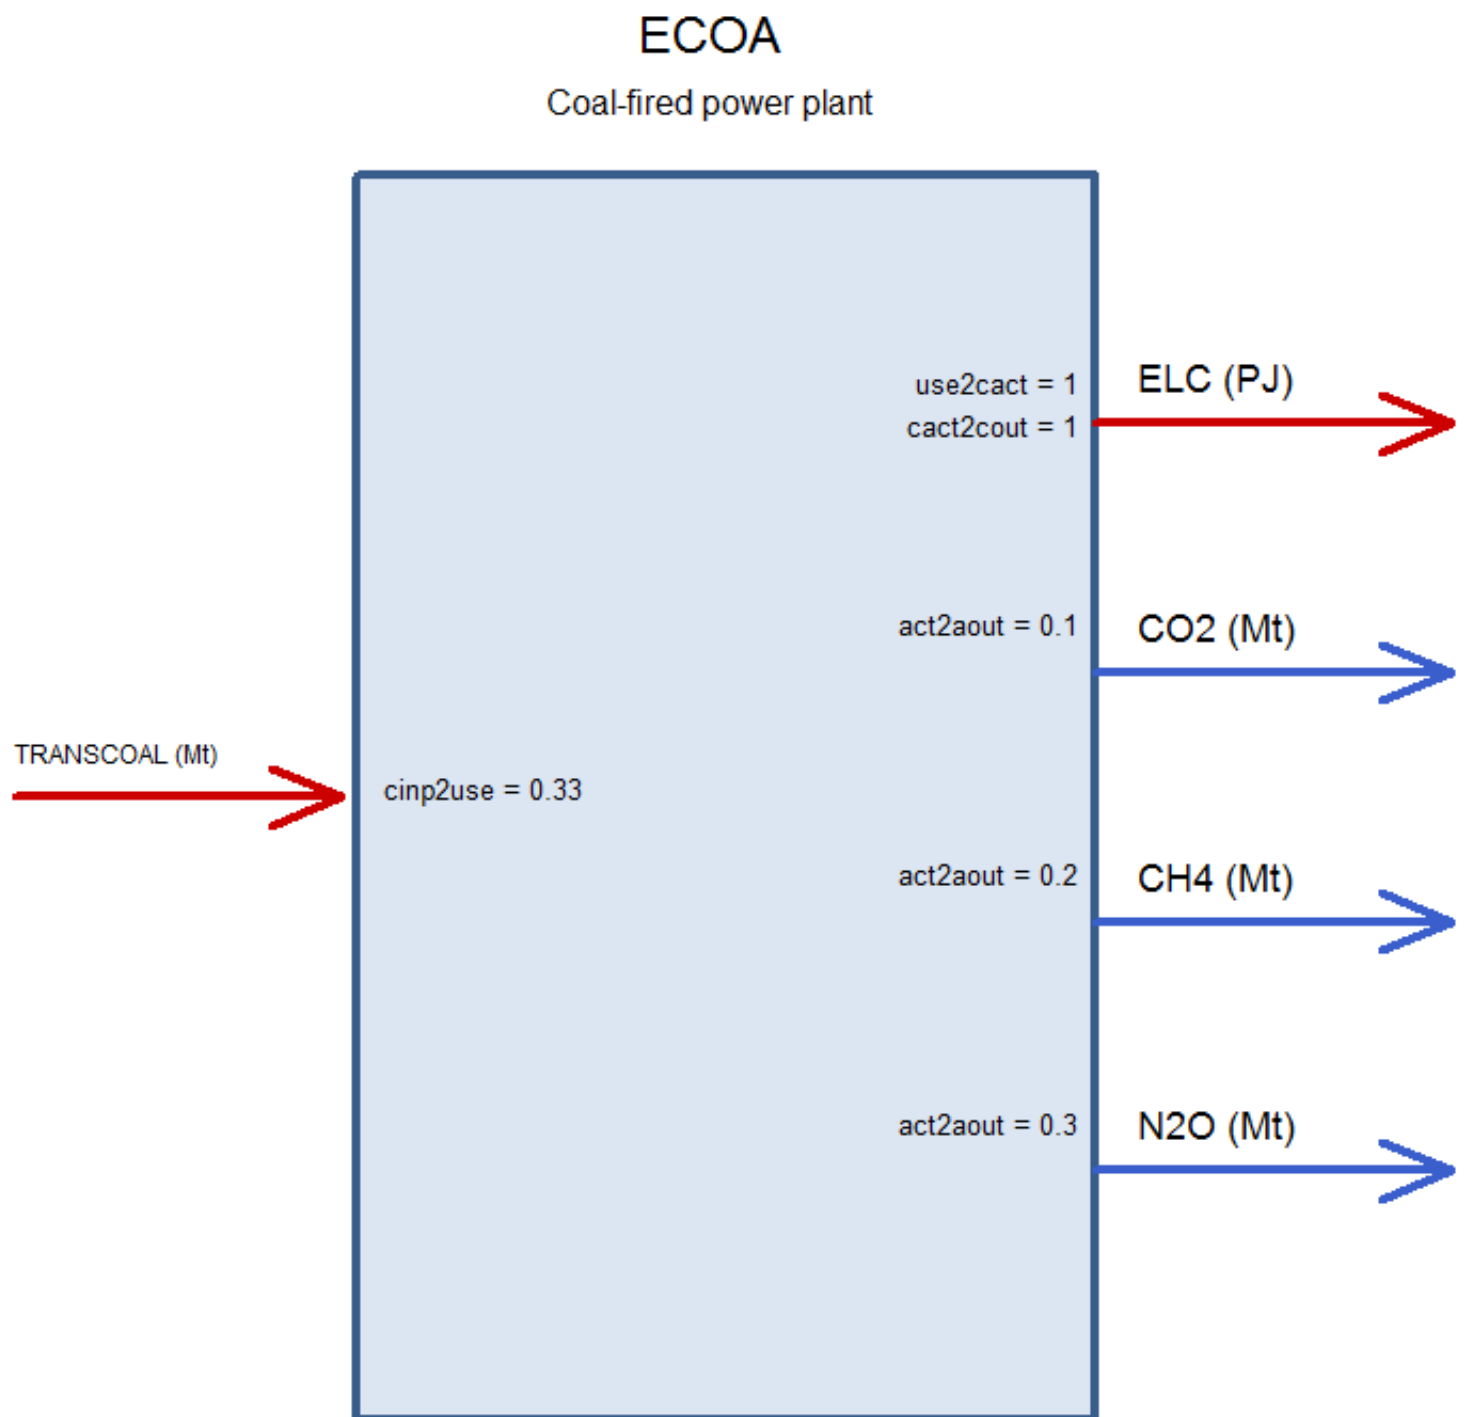 ECOA
Coal-fired power plant
use2cact = 1
cact2cout = 1
ELC (PJ)
act2aout = 0.1
CO2 (Mt)
TRANSCOAL (Mt)
cinp2use = 0.33
act2aout = 0.2
CH4 (Mt)
act2aout = 0.3
N2O (Mt)